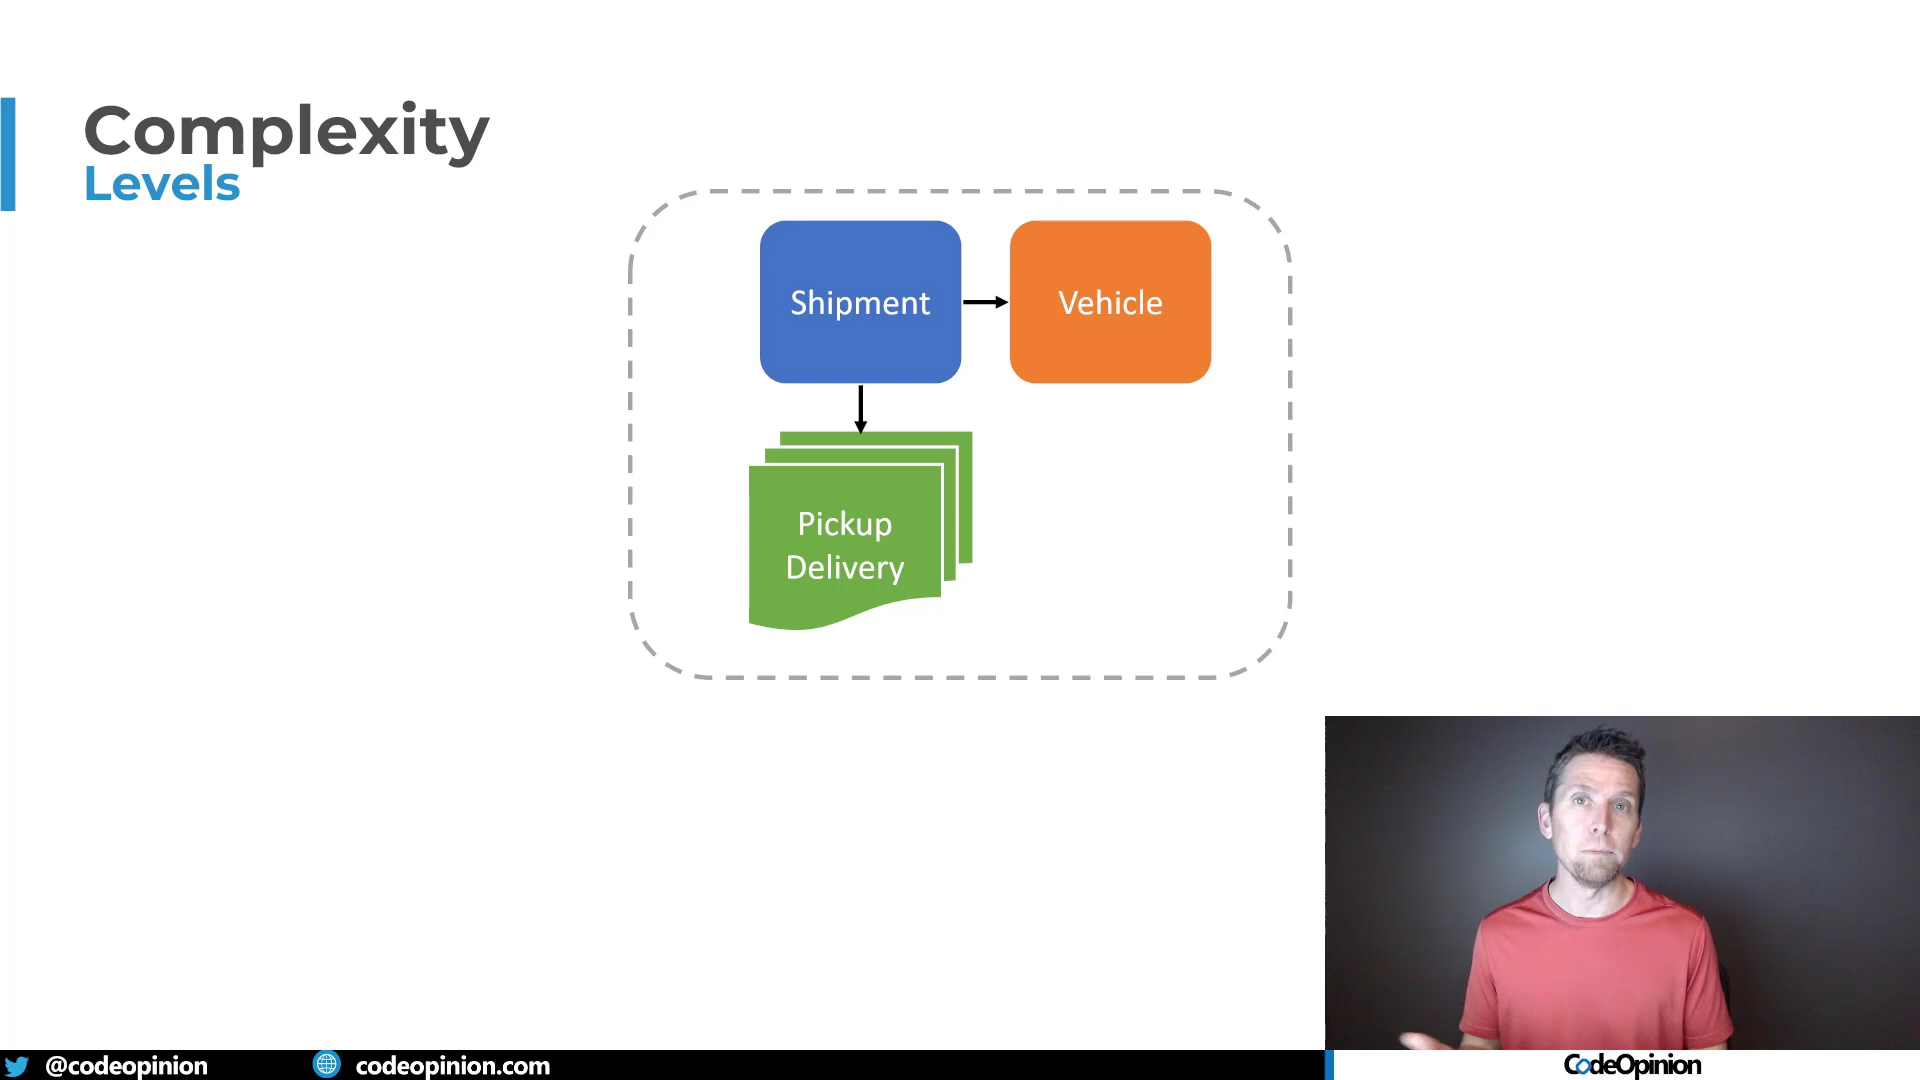 Complexity
Levels
Shipment
Vehicle
Pickup
Delivery
@codeopinion
codeopinion.com
CodeOpinion